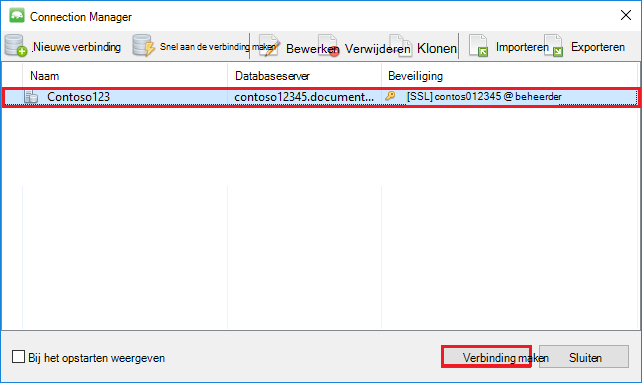 Connection Manager
Nieuwe verbinding Snel aan de verbinding maken Bewerken Verwijderen Klonen Importeren Exporteren
Naam Databaseserver Beveiliging
Contoso123 contoso12345.document... [SSL] contos012345 @ beheerder
Bij het opstarten weergeven Verbinding maken Sluiten